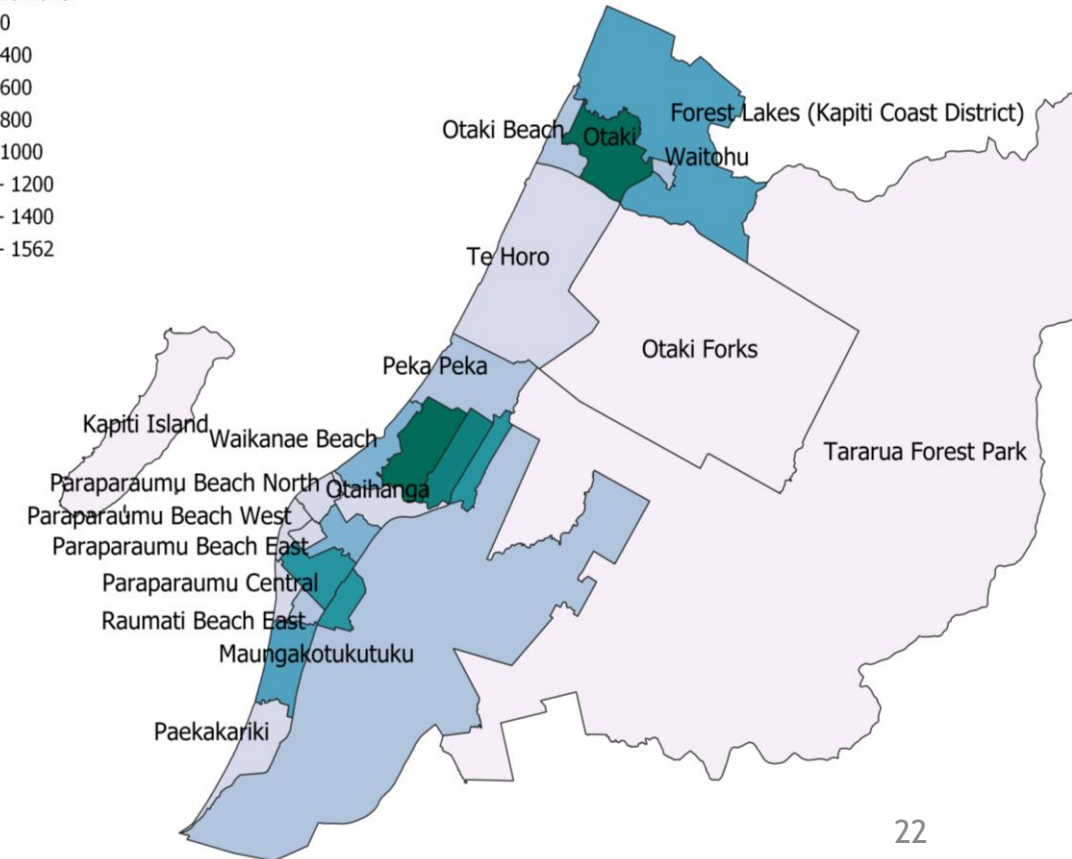 0
400
600
800
1000
- 1200
- 1400
- 1562
Forest Lakes (Kapiti Coast District)
Otaki Beach
Otaki
Waitohu
Te Horo
Otaki Forks
Peka Peka
Kapiti Island
Waikanae Beach
Tararua Forest Park
Paraparaumu Beach North
Otaihanga
Paraparaumu Beach West
Paraparaumu Beach East
Paraparaumu Central
Raumati Beach East
Maungakotukutuku
Paekakariki
22